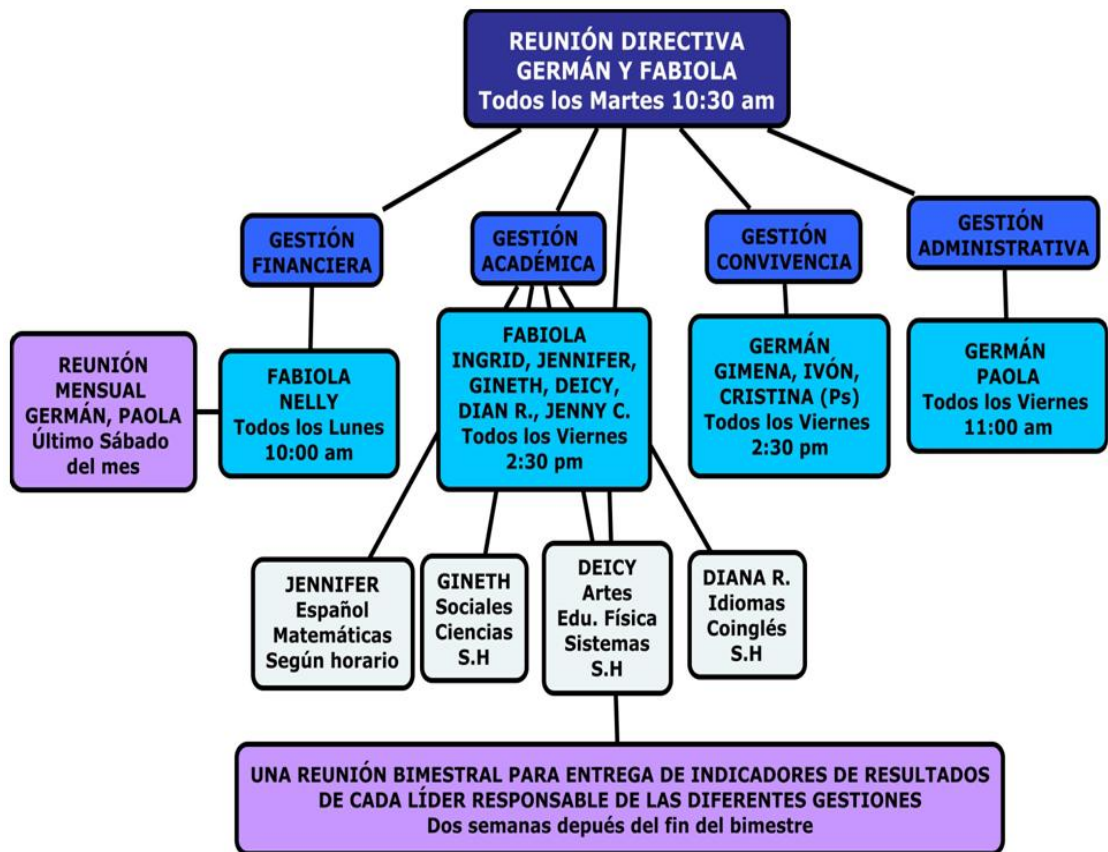 REUNIÓN DIRECTIVA
GERMÁN Y FABIOLA
Todos los Martes 10:30 am
GESTIÓN
FINANCIERA
GESTIÓN
ACADÉMICA
GESTIÓN
CONVIVENCIA
GESTIÓN
ADMINISTRATIVA
REUNIÓN
MENSUAL
GERMÁN, PAOLA
Último Sábado
del mes
FABIOLA
NELLY
Todos los Lunes
10:00 am
FABIOLA
INGRID, JENNIFER,
GINETH, DEICY,
DIAN R., JENNY C.
Todos los Viernes
2:30 pm
GERMÁN
GIMENA, IVÓN,
CRISTINA (Ps)
Todos los Viernes
2:30 pm
GERMÁN
PAOLA
Todos los Viernes
11:00 am
JENNIFER
Español
Matemáticas
Según horario
GINETH
Sociales
Ciencias
S.H
DEICY
Artes
Edu. Física
Sistemas
S.H
DIANA R.
Idiomas
Coinglés
S.H
UNA REUNIÓN BIMESTRAL PARA ENTREGA DE INDICADORES DE RESULTADOS
DE CADA LÍDER RESPONSABLE DE LAS DIFERENTES GESTIONES
Dos semanas depués del fin del bimestre